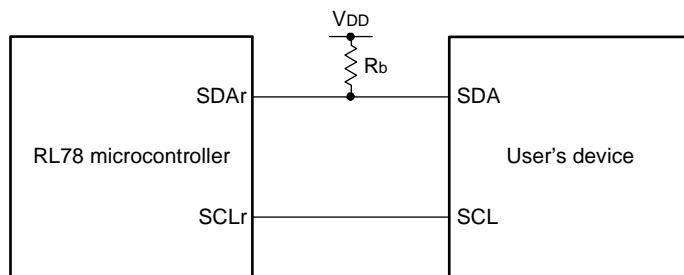 VDD
Rb
SDAr
SDA
RL78 microcontroller
User's device
SCLr
SCL